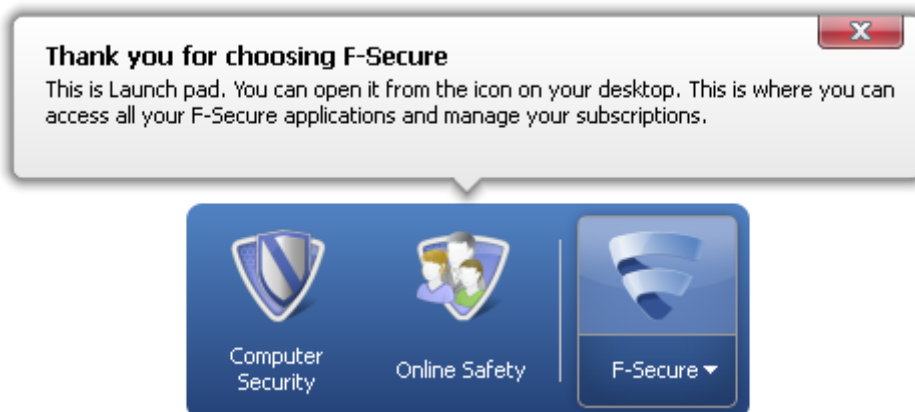 X
Thank you for choosing F-Secure
This is Launch pad. You can open it from the icon on your desktop. This is where you can
access all your F-Secure applications and manage your subscriptions.
Computer
Security
Online Safety
F-Secure